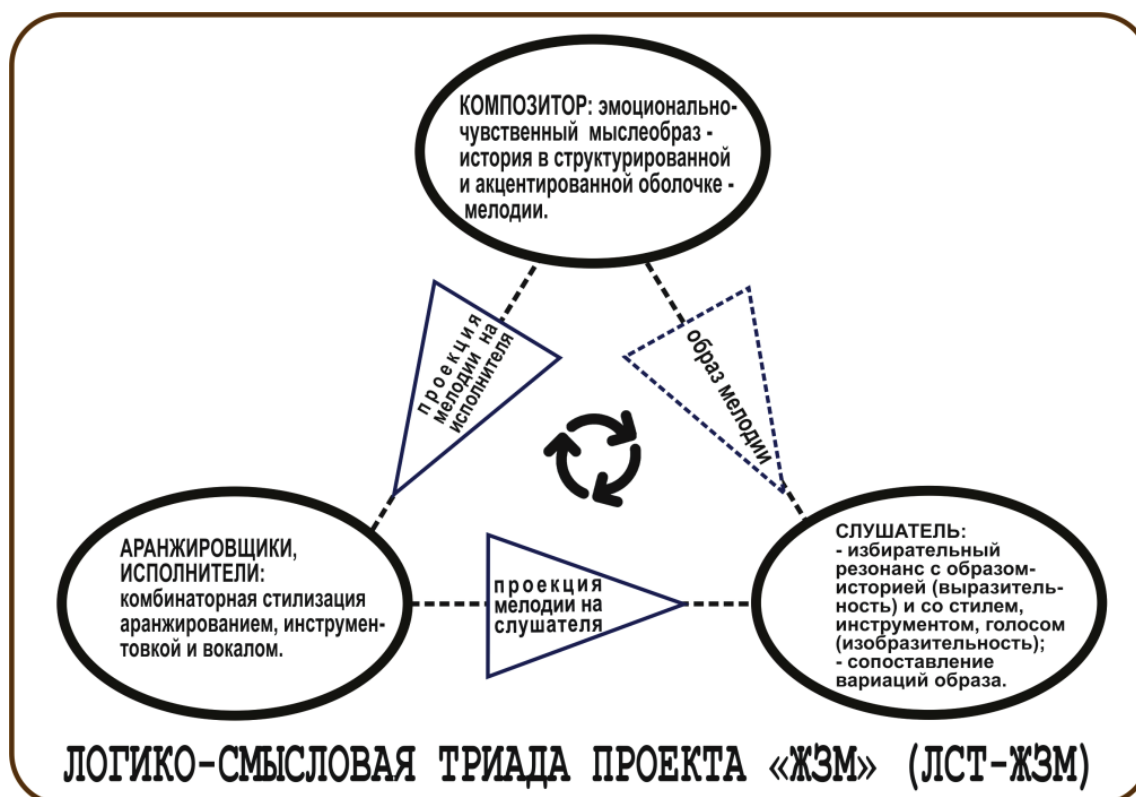 КОМПОЗИТОР: эмоционально-
чувственный мыслеобраз -
история в структурированной
и акцентированной оболочке -
мелодии.
проекция
мелодии на
исполнителя
образ мелодии
АРАНЖИРОВЩИКИ,
ИСПОЛНИТЕЛИ:
комбинаторная стилизация
аранжированием, инструмен-
товкой и вокалом.
проекция
мелодии на
слушателя
СЛУШАТЕЛЬ:
- избирательный
резонанс с образом-
историей (выразитель-
ность) и со стилем,
инструментом, голосом
(изобразительность);
- сопоставление
вариаций образа.
ЛОГИКО-СМЫСЛОВАЯ ТРИАДА ПРОЕКТА «ЖЗМ» (ЛСТ-ЖЗМ)